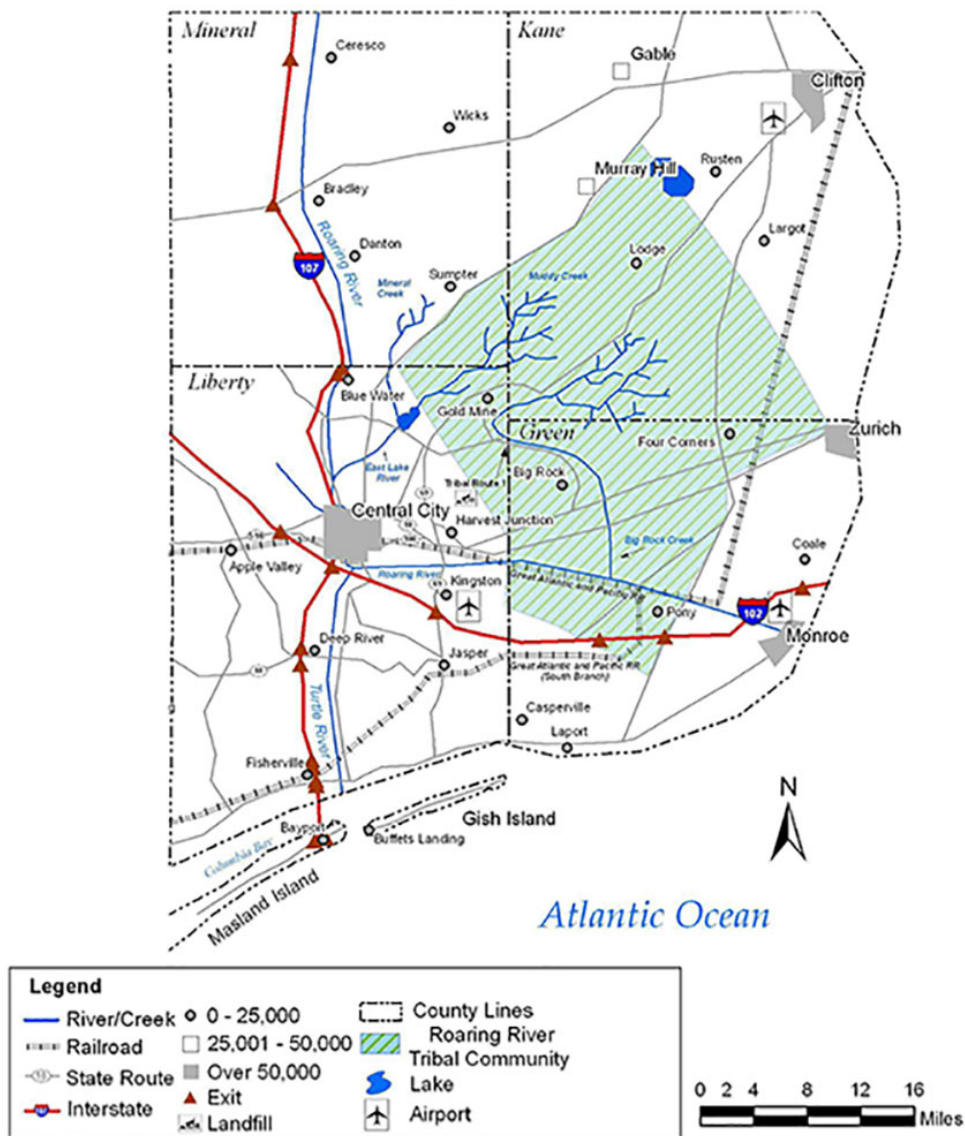 Mineral
Kane
Ceresco
Gable
Clifton
Wicks
Murray Hill
Rusten
Bradley
Roaring River
Largot
Danton
Lodge
107
Sumpter
Mineral
Creek
Muddy Creek
Liberty
Blue Water
Gold Mine
Green
Zurich
Four Corners
East Lake
River
Tribal Route 1
Big Rock
Central City
Harvest Junction
Big Rock Creek
Coale
Apple Valley
Roaring River
Great Atlantic and Pacific RR
Kingston
102
Pony
Monroe
Deep River
Jasper
Great Atlantic and Pacific RR
(South Branch)
Turtle River
Casperville
Laport
Fisherville
N
Gish Island
Bayport
Buffets Landing
Columbia Bay
Masland Island
Atlantic Ocean
Legend
River/Creek
Railroad
State Route
Interstate
0 - 25,000
25,001 - 50,000
Over 50,000
Exit
Landfill
County Lines
Roaring River
Tribal Community
Lake
Airport
0 2 4 8 12 16
Miles